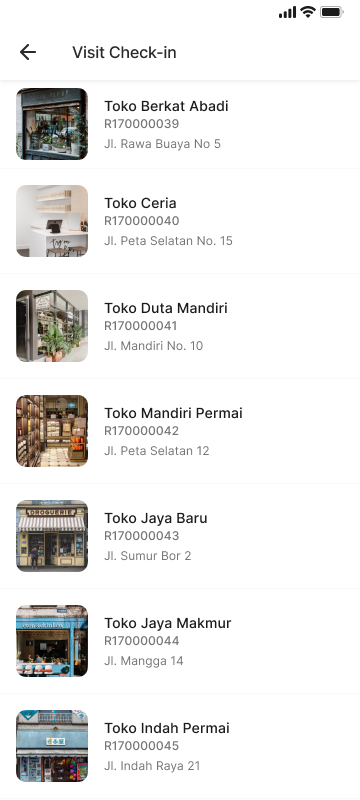 Visit Check-in
Toko Berkat Abadi
R170000039
Jl. Rawa Buaya No 5
Toko Ceria
R170000040
Jl. Peta Selatan No. 15
Toko Duta Mandiri
R170000041
Jl. Mandiri No. 10
Toko Mandiri Permai
R170000042
Jl. Peta Selatan 12
DROGUERIE
Toko Jaya Baru
R170000043
Jl. Sumur Bor 2
Toko Jaya Makmur
R170000044
Jl. Mangga 14
Toko Indah Permai
R170000045
Jl. Indah Raya 21